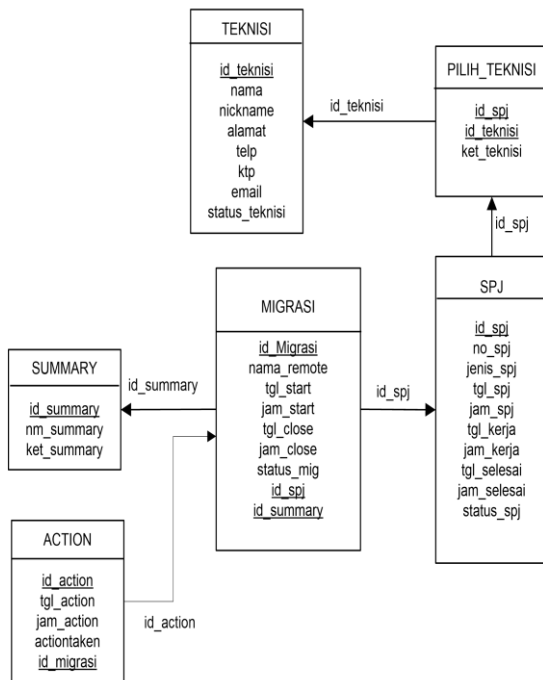 TEKNISI
id_teknisi
nama
nickname
alamat
telp
ktp
email
status_teknisi
id_teknisi
PILIH_TEKNISI
id_spj
id_teknisi
ket_teknisi
id_spj
SPJ
id_spj
no_spj
jenis_spj
tgl_spj
jam_spj
tgl_kerja
jam_kerja
tgl_selesai
jam_selesai
status_spj
id_spj
MIGRASI
id_Migrasi
nama_remote
tgl_start
jam_start
tgl_close
jam_close
status_mig
id_spj
id_summary
id_summary
SUMMARY
id_summary
nm_summary
ket_summary
ACTION
id_action
tgl_action
jam_action
actiontaken
id_migrasi
id_action